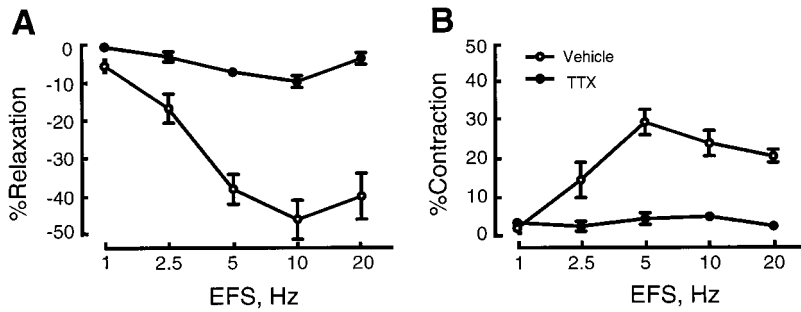 A
%Relaxation
-0
-10
-20
-30
-40
-50
1 2.5 5 10 20
EFS, Hz
B
%Contraction
50
40
30
20
10
0
Vehicle
TTX
1 2.5 5 10 20
EFS, Hz